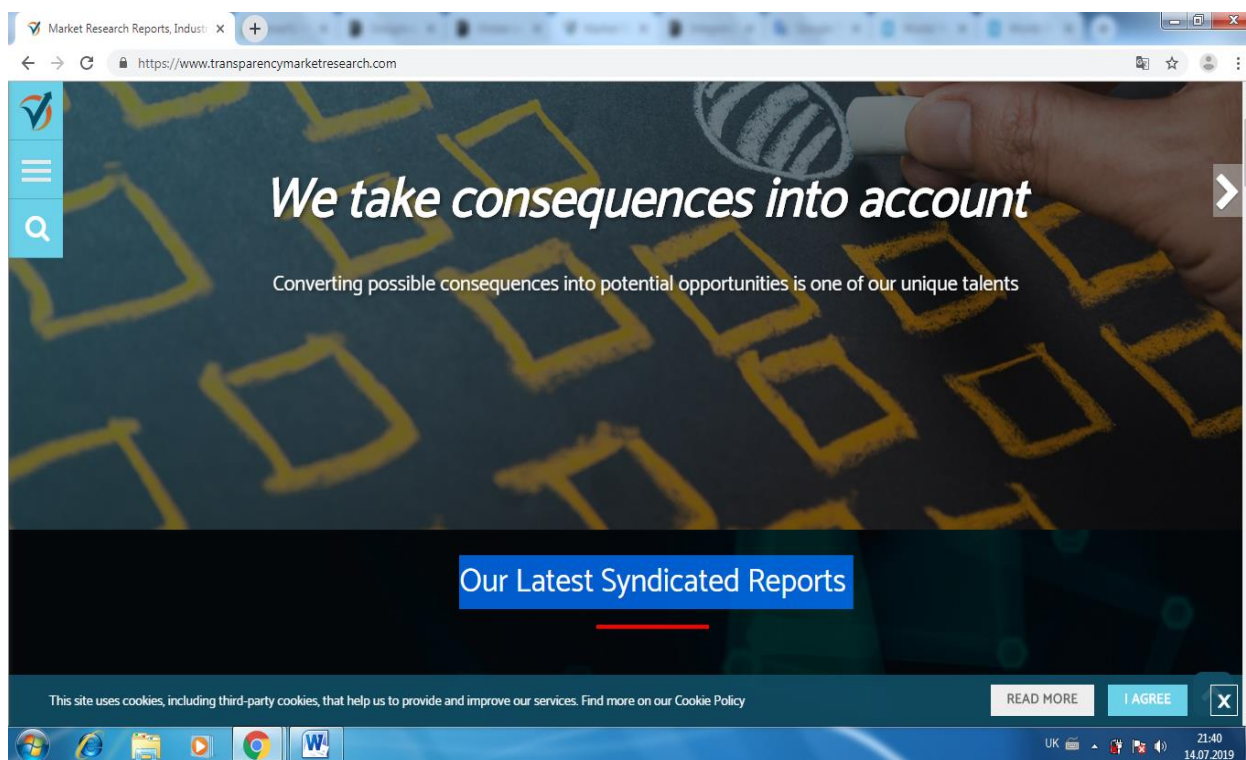 Market Research Reports, Indust
https://www.transparencymarketresearch.com
We take consequences into account
Converting possible consequences into potential opportunities is one of our unique talents
Our Latest Syndicated Reports
This site uses cookies, including third-party cookies, that help us to provide and improve our services. Find more on our Cookie Policy
READ MORE
I AGREE
X
UK
21:40
14.07.2019